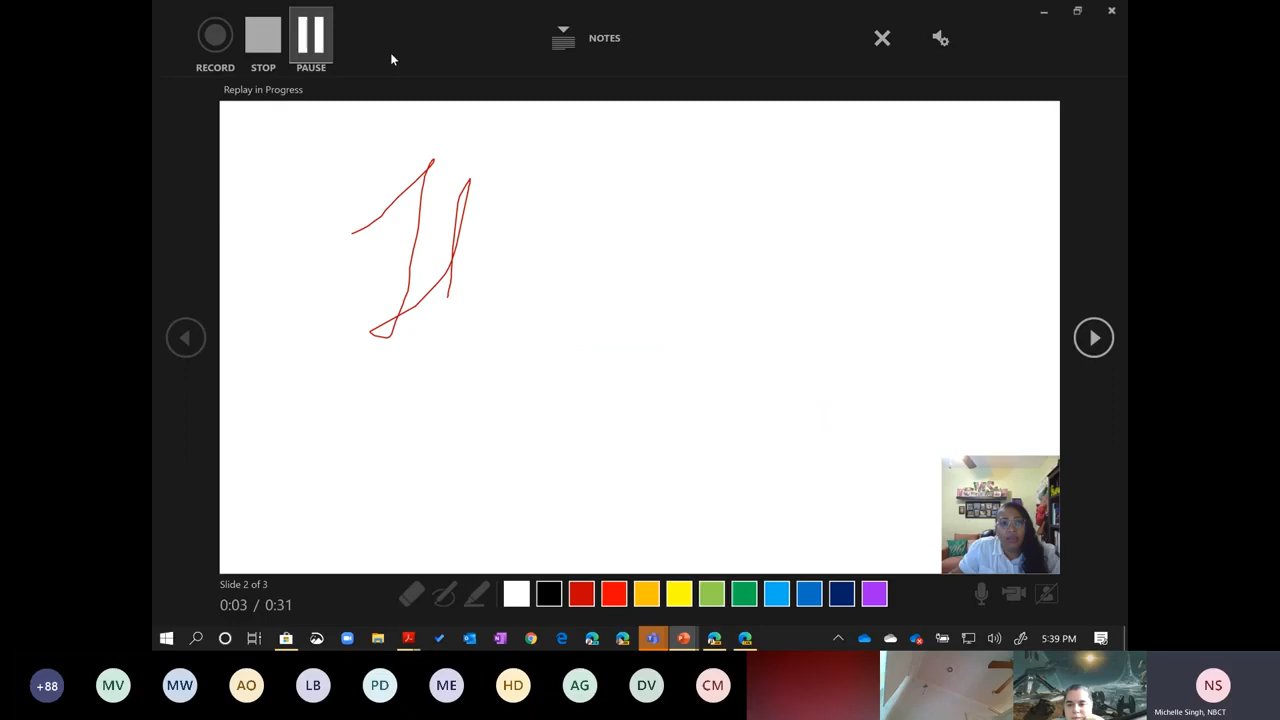 RECORD STOP PAUSE
NOTES
Replay in Progress
Slide 2 of 3
0:03 / 0:31
5:39 PM
+88 MV MW AO LB PD ME HD AG DV CM NS
Michelle Singh, NBCT